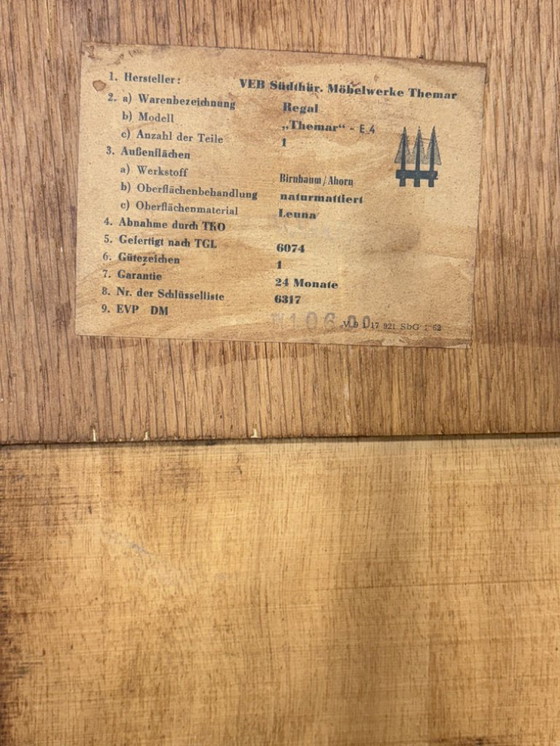 1. Hersteller: VEB Südthür. Möbelwerke Themar
2. a) Warenbezeichnung Regal
b) Modell „Themar“ - E 4
c) Anzahl der Teile 1
3. Außenflächen
a) Werkstoff Birnbaum/Ahorn
b) Oberflächenbehandlung naturmattiert
c) Oberflächenmaterial Leuna
4. Abnahme durch TKO
5. Gefertigt nach TGL 6074
6. Gütezeichen 1
7. Garantie 24 Monate
8. Nr. der Schlüsselliste 6317
9. EVP DM 106,00